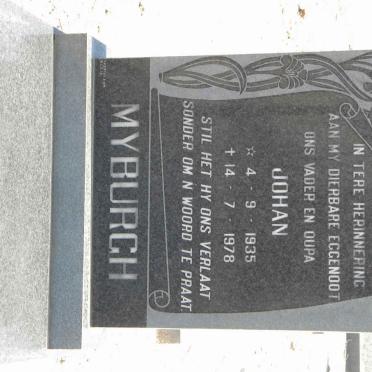 IN TERE HERINNERING
AAN MY DIERBARE EGGENOOT
ONS VADER EN OUPA
JOHAN
☆ 4 - 9 - 1935
✝ 14 - 7 - 1978
STIL HET HY ONS VERLAAT
SONDER OM N WOORD TE PRAAT
MYBURGH